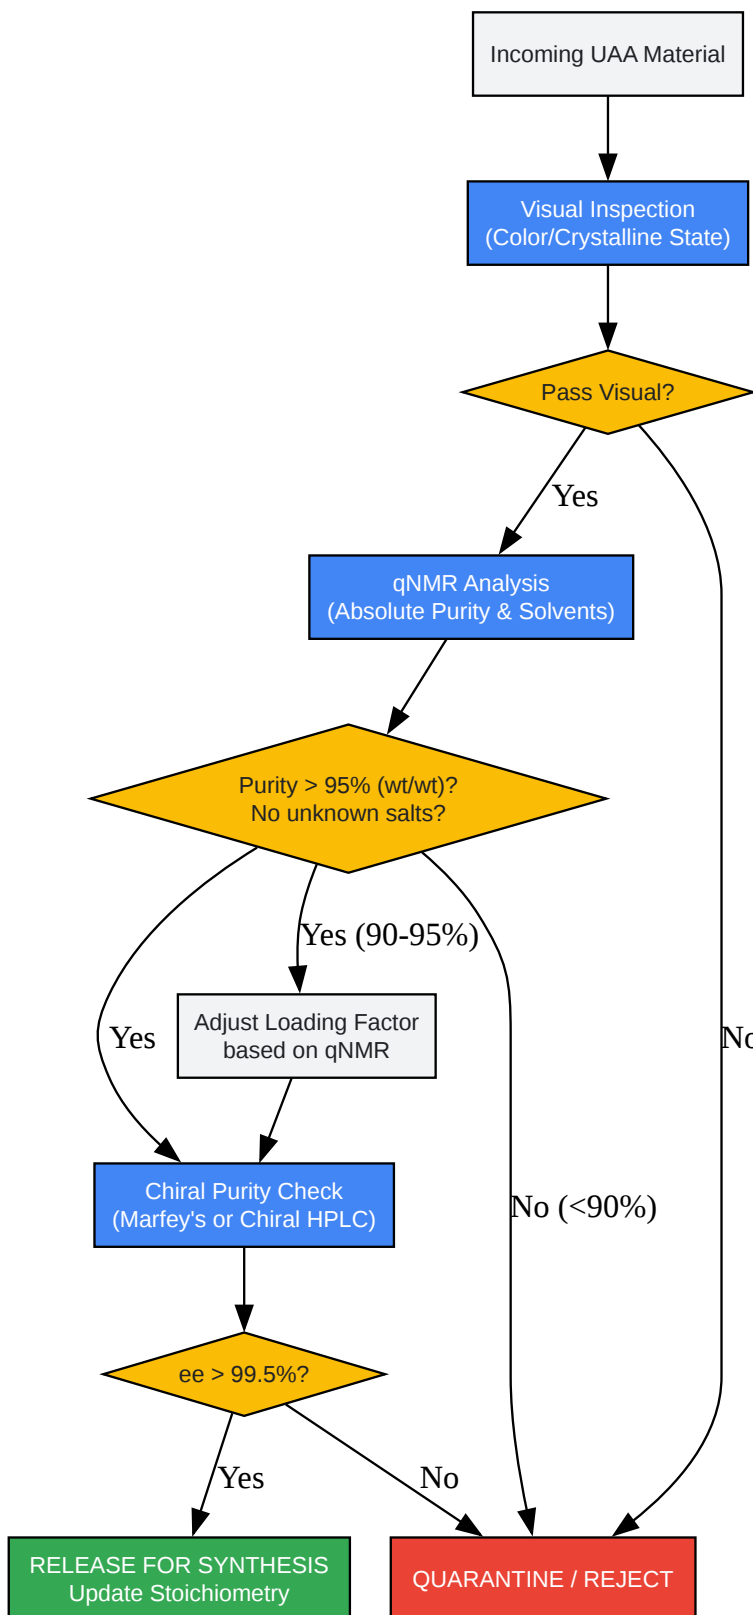 Incoming UAA Material
Visual Inspection
(Color/Crystalline State)
Pass Visual?
Yes
qNMR Analysis
(Absolute Purity & Solvents)
Purity > 95% (wt/wt)?
No unknown salts?
Yes (90-95%)
Adjust Loading Factor
based on qNMR
Yes
No
Chiral Purity Check
(Marfey's or Chiral HPLC)
No (<90%)
ee > 99.5%?
Yes
No
RELEASE FOR SYNTHESIS
Update Stoichiometry
QUARANTINE / REJECT